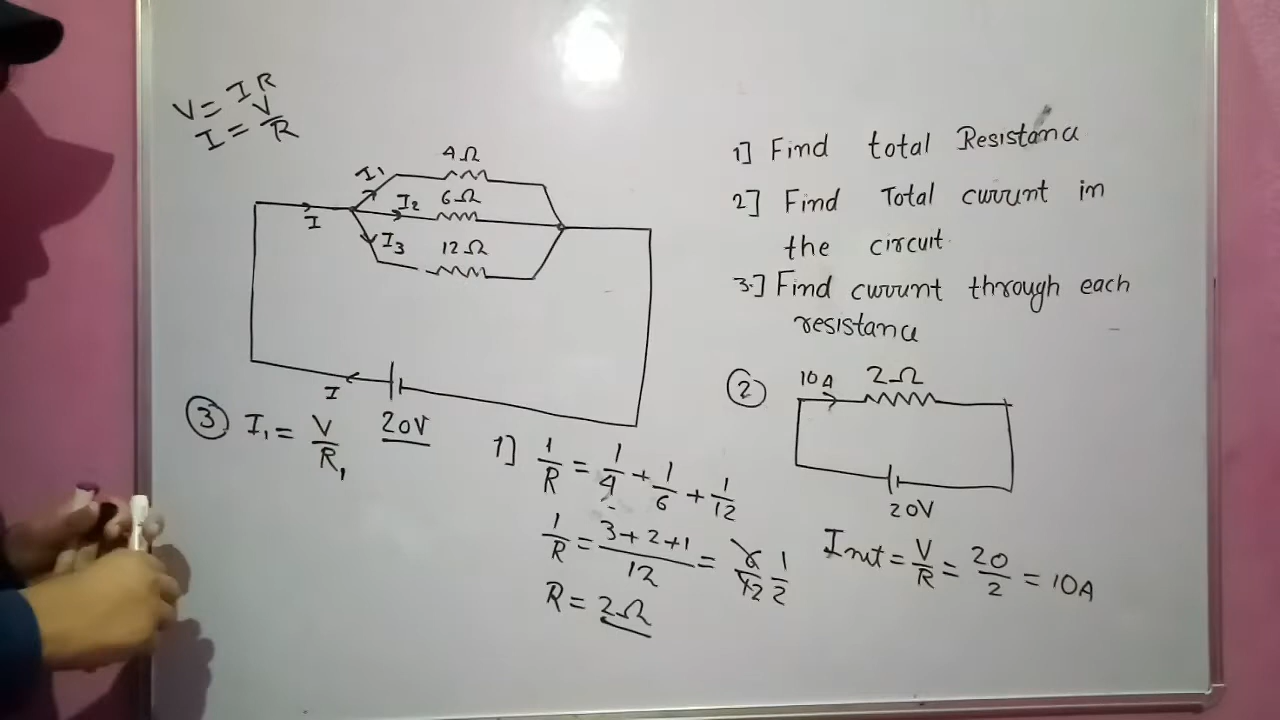 V = IR
I = V/R
4Ω
I₁
6Ω
I₂
I
12Ω
I₃
I
20V
1] Find total Resistance
2] Find Total current in
the circuit
3.] Find current through each
resistance
② 10A 2Ω
20V
③ I₁ = V/R₁
1] 1/R = 1/4 + 1/6 + 1/12
1/R = 3+2+1/12 = 6/12 1/2
R = 2Ω
Inet = V/R = 20/2 = 10A